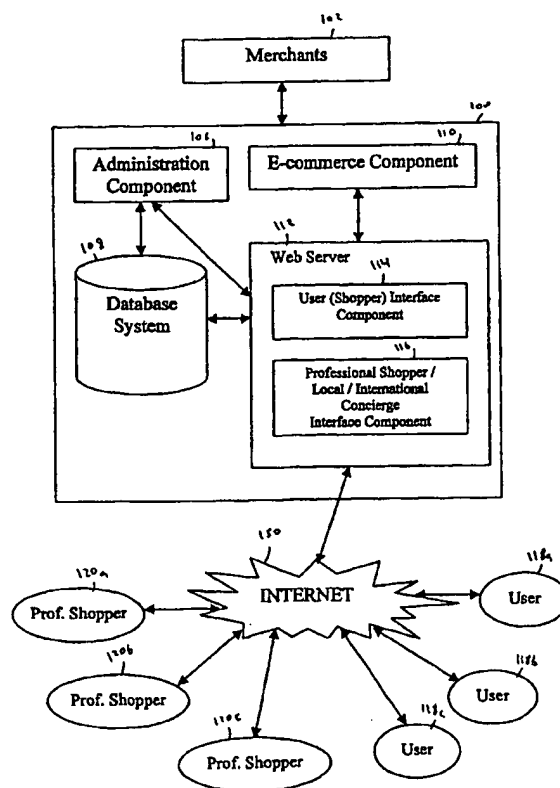 102
Merchants
100
106
Administration
Component
110
E-commerce Component
108
Database
System
112
Web Server
114
User (Shopper) Interface
Component
116
Professional Shopper /
Local / International
Concierge
Interface Component
150
INTERNET
120a
Prof. Shopper
118a
User
120b
Prof. Shopper
118b
User
120c
Prof. Shopper
118c
User